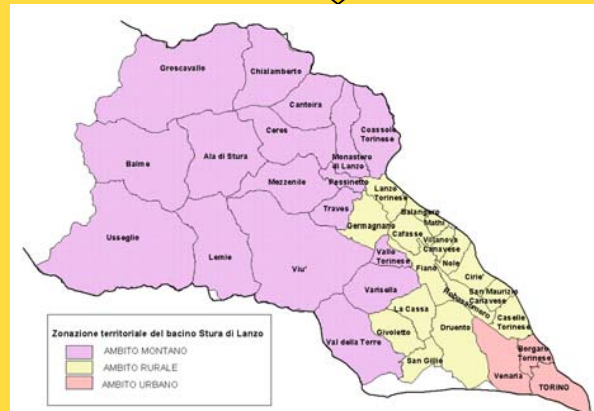 Groscavallo
Chialamberto
Cantoira
Ceres
Coassolo
Torinese
Balme
Ala di Stura
Monastero
di Lanzo
Mezzenile
Pessinetto
Lanzo
Torinese
Traves
Balangero
Mathi
Germagnano
Cafasse
Villanova
Canavese
Usseglio
Lemie
Viu'
Vallo
Torinese
Fiano
Nole
Cirie'
Varisella
Robassomero
San Maurizio
Canavese
La Cassa
Caselle
Torinese
Givoletto
Druento
Val della Torre
San Gillio
Borgaro
Torinese
Venaria
TORINO
Zonazione territoriale del bacino Stura di Lanzo
AMBITO MONTANO
AMBITO RURALE
AMBITO URBANO